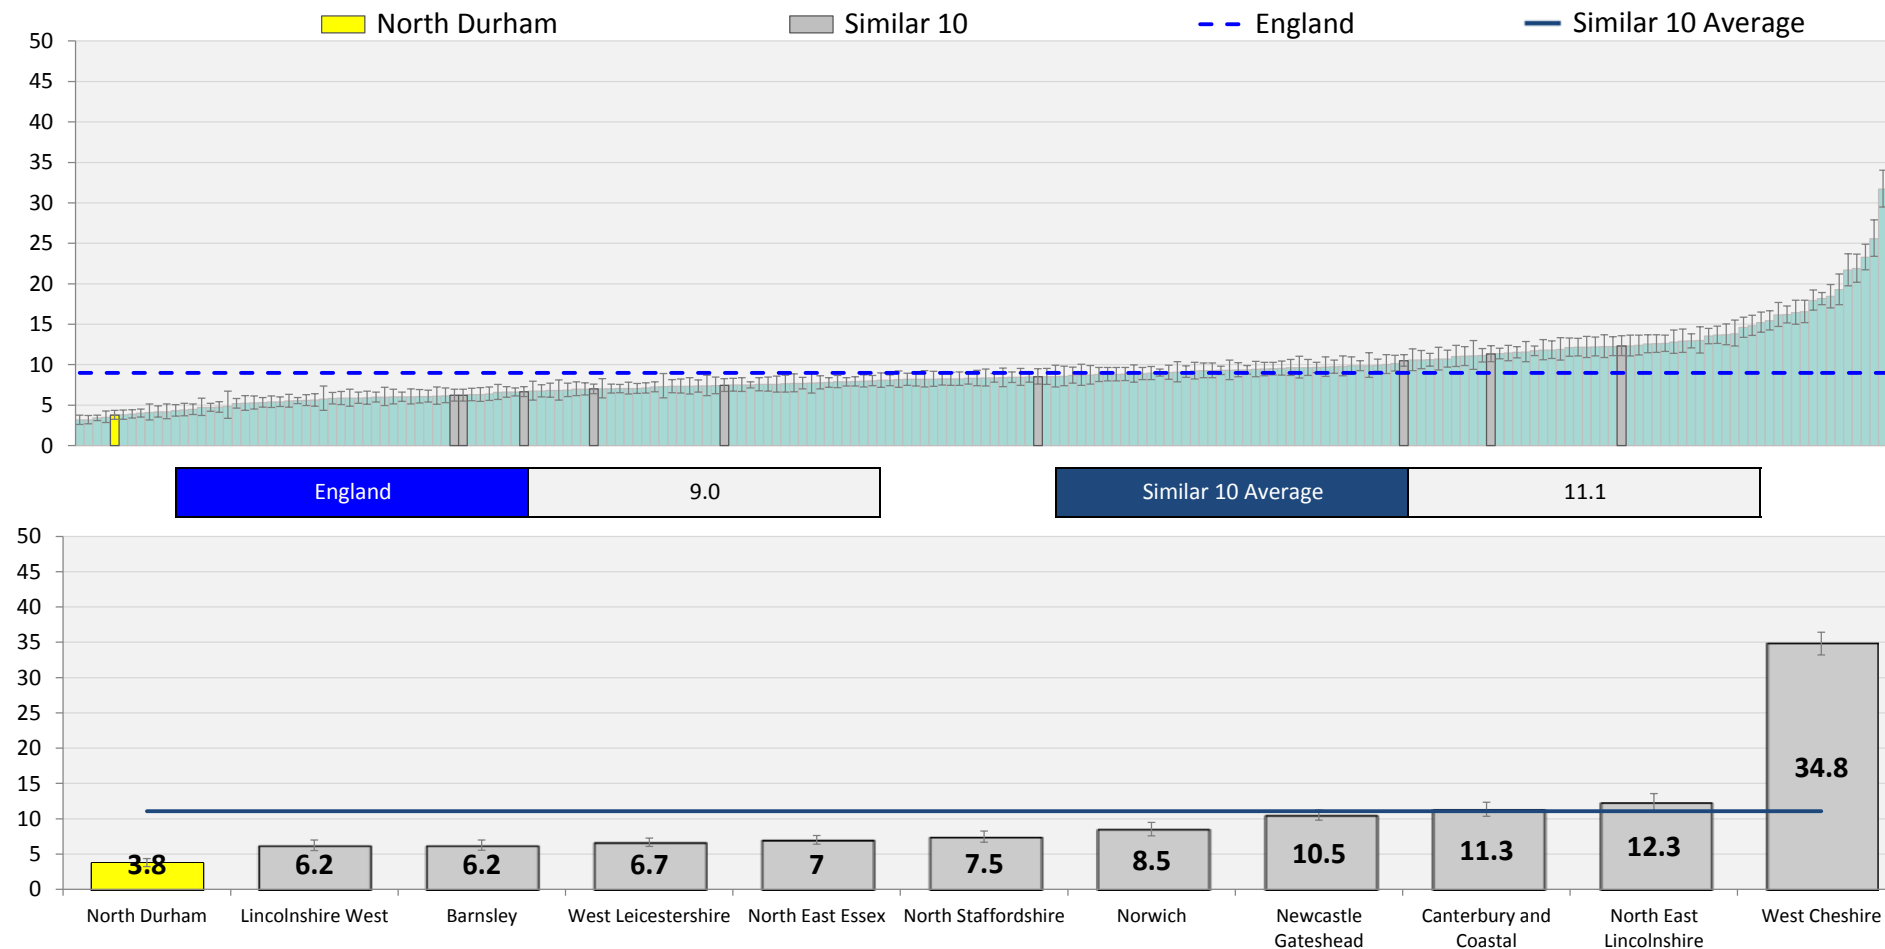 North Durham
Similar 10
England
Similar 10 Average
50
45
40
35
30
25
20
15
10
5
0
England
9.0
Similar 10 Average
11.1
50
45
40
35
30
25
20
15
10
5
0
3.8
6.2
6.2
6.7
7
7.5
8.5
10.5
11.3
12.3
34.8
North Durham
Lincolnshire West
Barnsley
West Leicestershire
North East Essex
North Staffordshire
Norwich
Newcastle
Gateshead
Canterbury and
Coastal
North East
Lincolnshire
West Cheshire